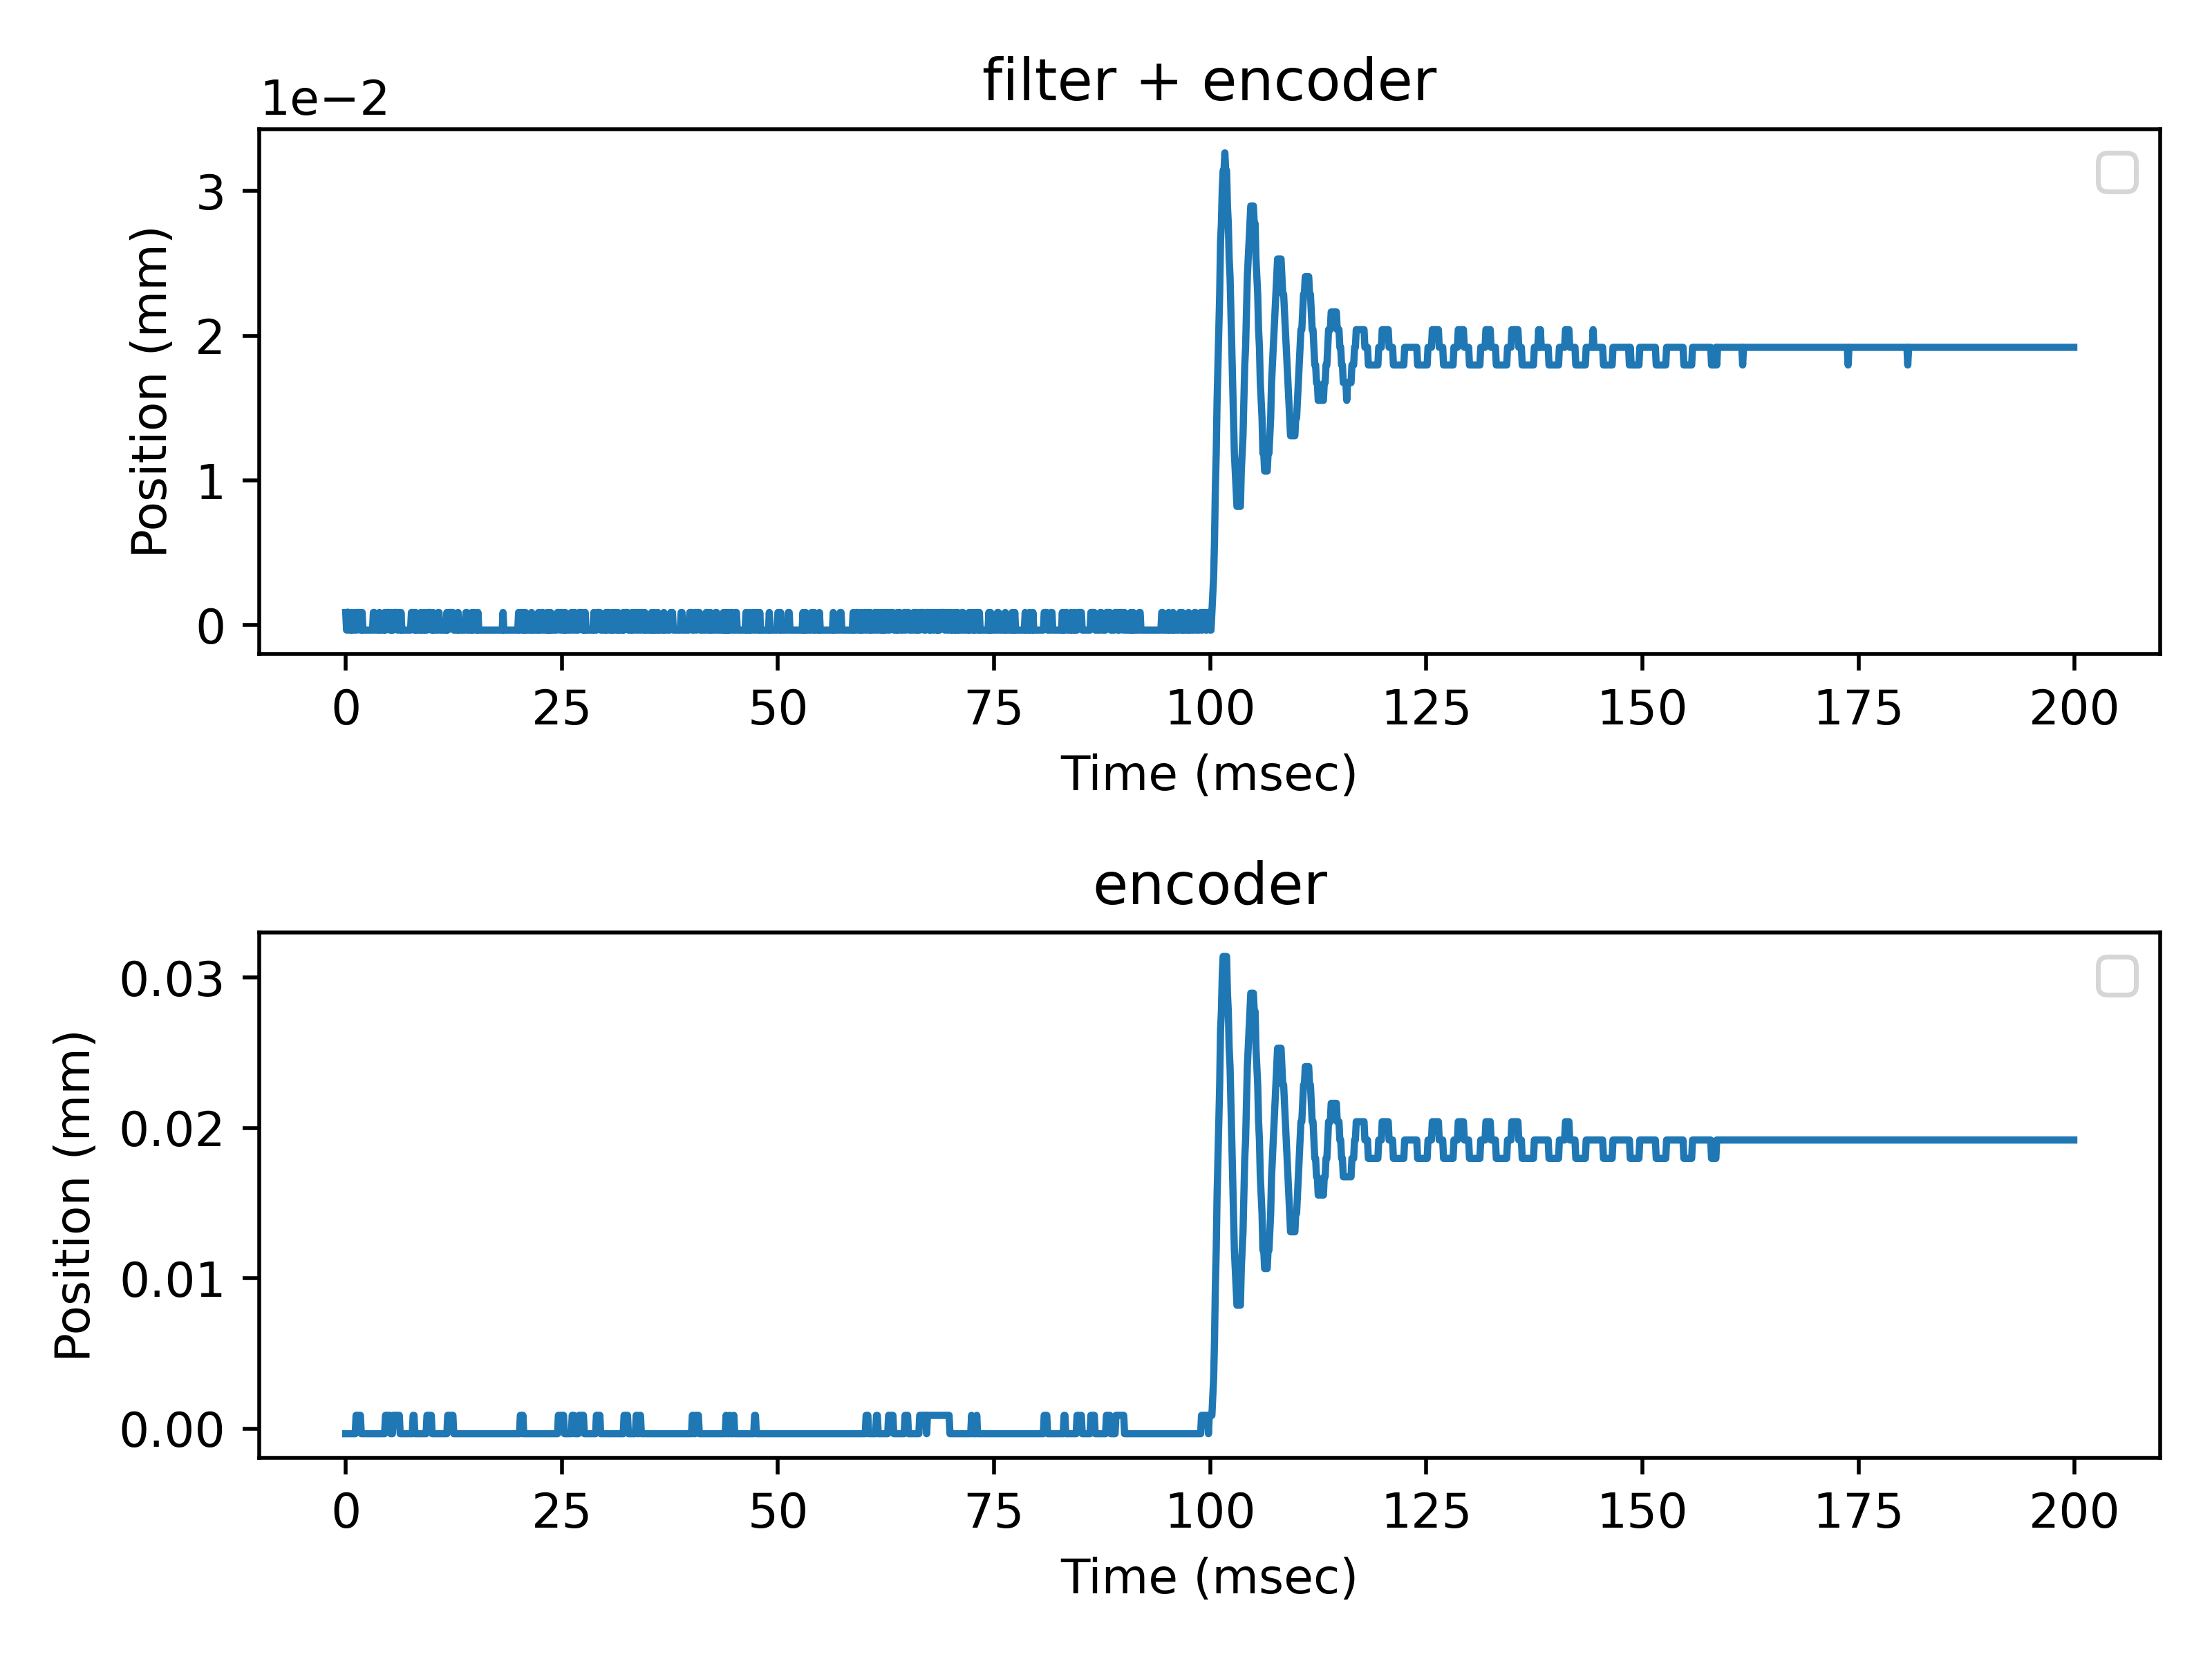 filter + encoder
1e−2
3
2
1
0
Position (mm)
0 25 50 75 100 125 150 175 200
Time (msec)
encoder
0.03
0.02
0.01
0.00
Position (mm)
0 25 50 75 100 125 150 175 200
Time (msec)